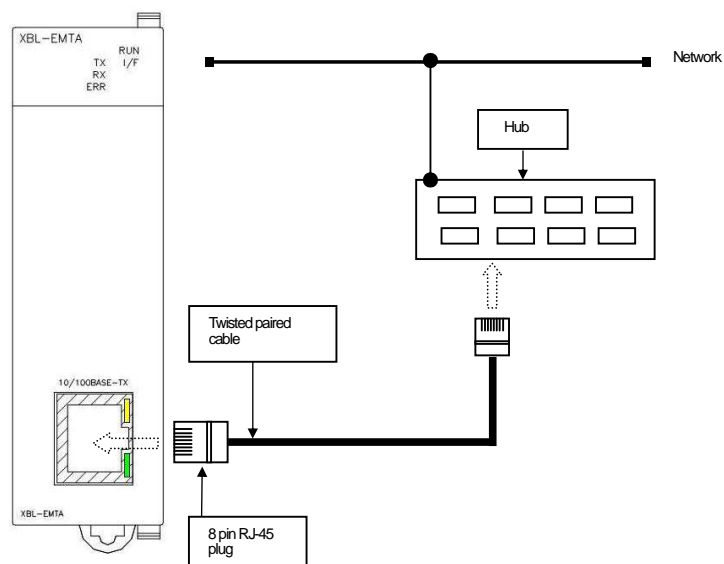 XBL-EMTA
RUN
TX I/F
RX
ERR
Network
Hub
Twisted paired
cable
10/100BASE-TX
XBL-EMTA
8 pin RJ-45
plug